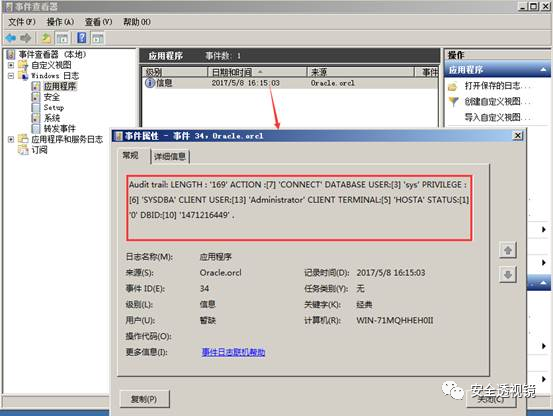 事件查看器
文件(F) 操作(A) 查看(V) 帮助(H)
事件查看器 (本地)
自定义视图
Windows 日志
应用程序
安全
Setup
系统
转发事件
应用程序和服务日志
订阅
应用程序 事件数: 1
级别 日期和时间 来源 事件
信息 2017/5/8 16:15:03 Oracle.orcl
操作
应用程序
打开保存的日志...
创建自定义视图...
导入自定义视图...
事件属性 - 事件 34，Oracle.orcl
常规 详细信息
Audit trail: LENGTH : '169' ACTION :[7] 'CONNECT' DATABASE USER:[3] 'sys' PRIVILEGE :
[6] 'SYSDBA' CLIENT USER:[13] 'Administrator' CLIENT TERMINAL:[5] 'HOSTA' STATUS:[1]
'0' DBID:[10] '1471216449' .
日志名称(M): 应用程序
来源(S): Oracle.orcl 记录时间(D): 2017/5/8 16:15:03
事件 ID(E): 34 任务类别(Y): 无
级别(L): 信息 关键字(K): 经典
用户(U): 暂缺 计算机(R): WIN-71MQHHEH0II
操作代码(O):
更多信息(I): 事件日志联机帮助
复制(P) 关闭(C)
安全透视镜